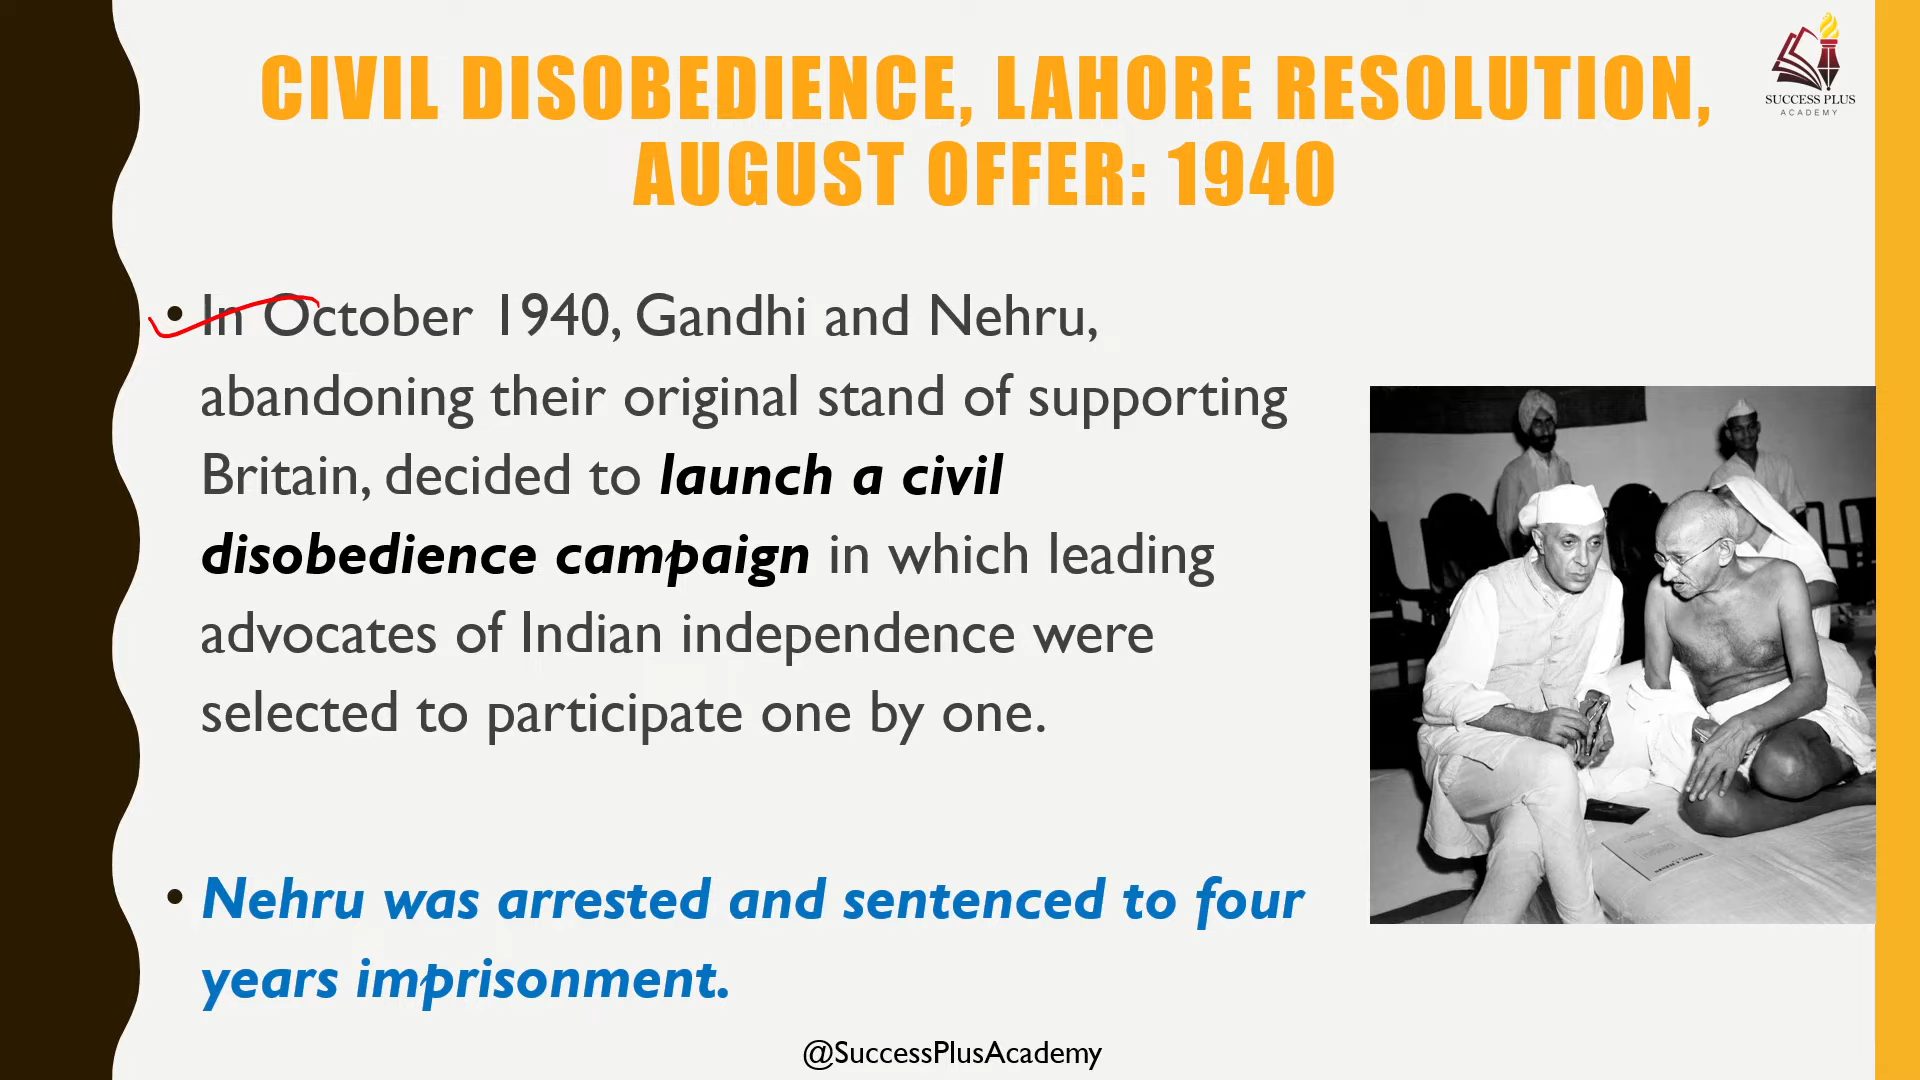 CIVIL DISOBEDIENCE, LAHORE RESOLUTION,
AUGUST OFFER: 1940
SUCCESS PLUS
ACADEMY
• In October 1940, Gandhi and Nehru,
abandoning their original stand of supporting
Britain, decided to launch a civil
disobedience campaign in which leading
advocates of Indian independence were
selected to participate one by one.
• Nehru was arrested and sentenced to four
years imprisonment.
@SuccessPlusAcademy